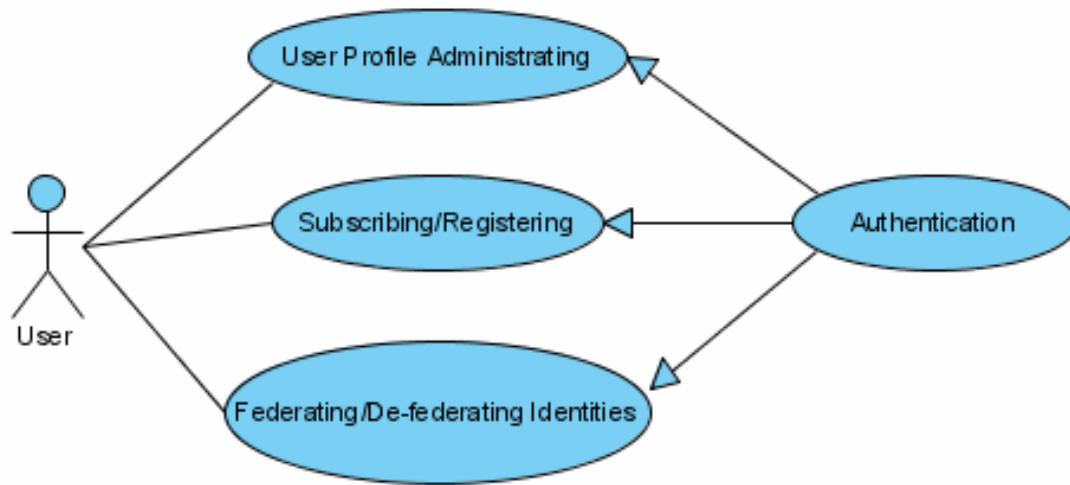 User Profile Administrating
Subscribing/Registering
Authentication
User
Federating/De-federating Identities